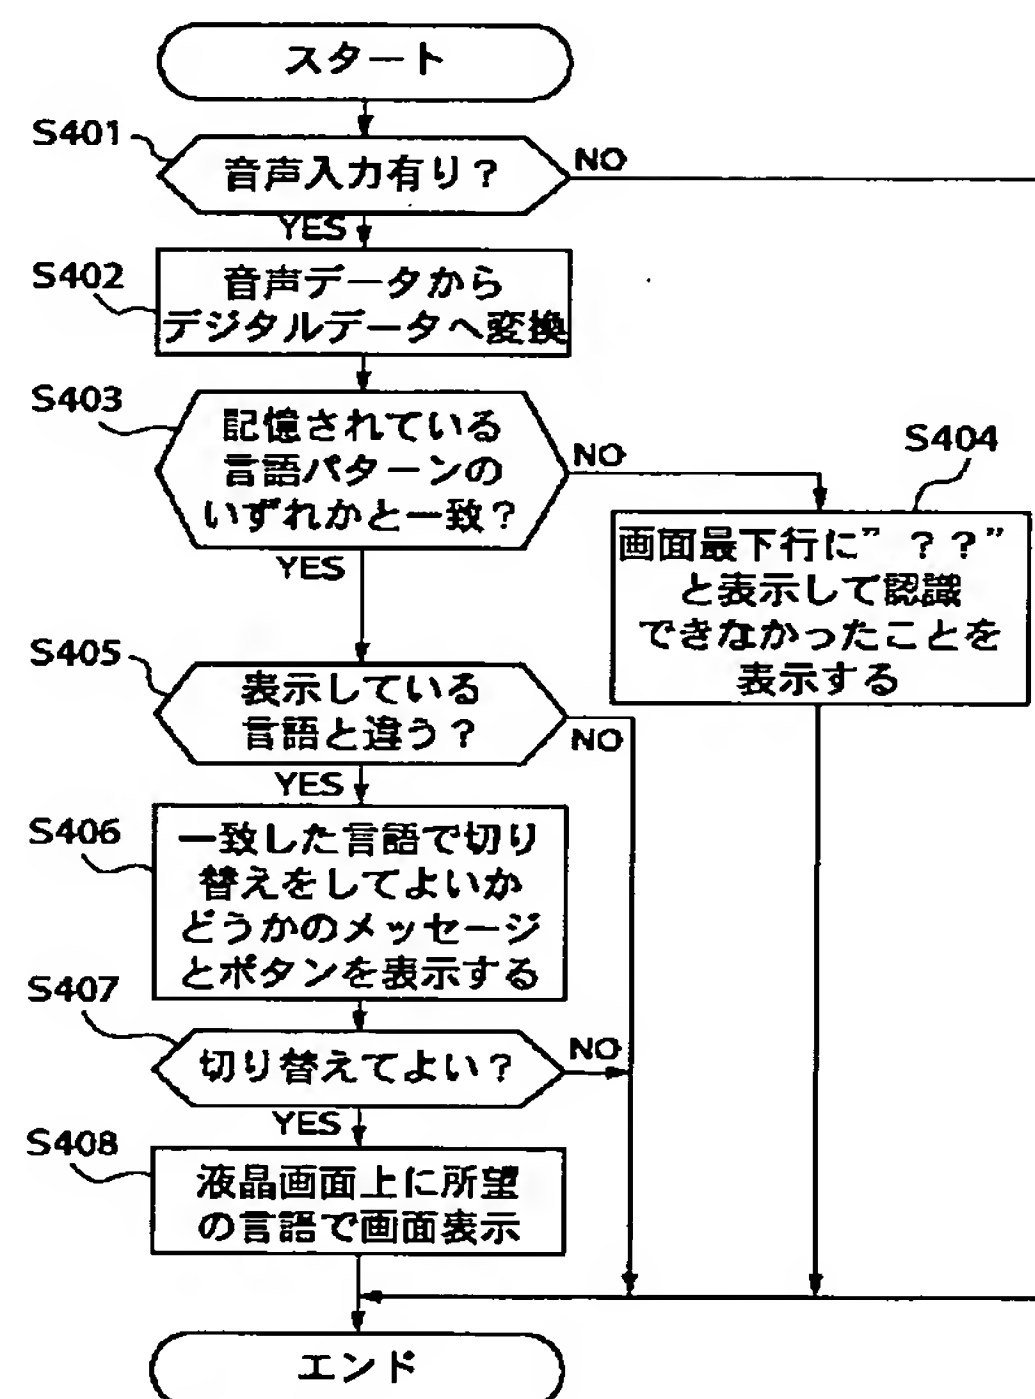 スタート
S401
音声入力有り？
NO
YES
S402
音声データから
デジタルデータへ変換
S403
記憶されている
言語パターンの
いずれかと一致？
NO
YES
S404
画面最下行に”？？”
と表示して認識
できなかったことを
表示する
S405
表示している
言語と違う？
NO
YES
S406
一致した言語で切り
替えをしてよいか
どうかのメッセージ
とボタンを表示する
S407
切り替えてよい？
NO
YES
S408
液晶画面上に所望
の言語で画面表示
エンド